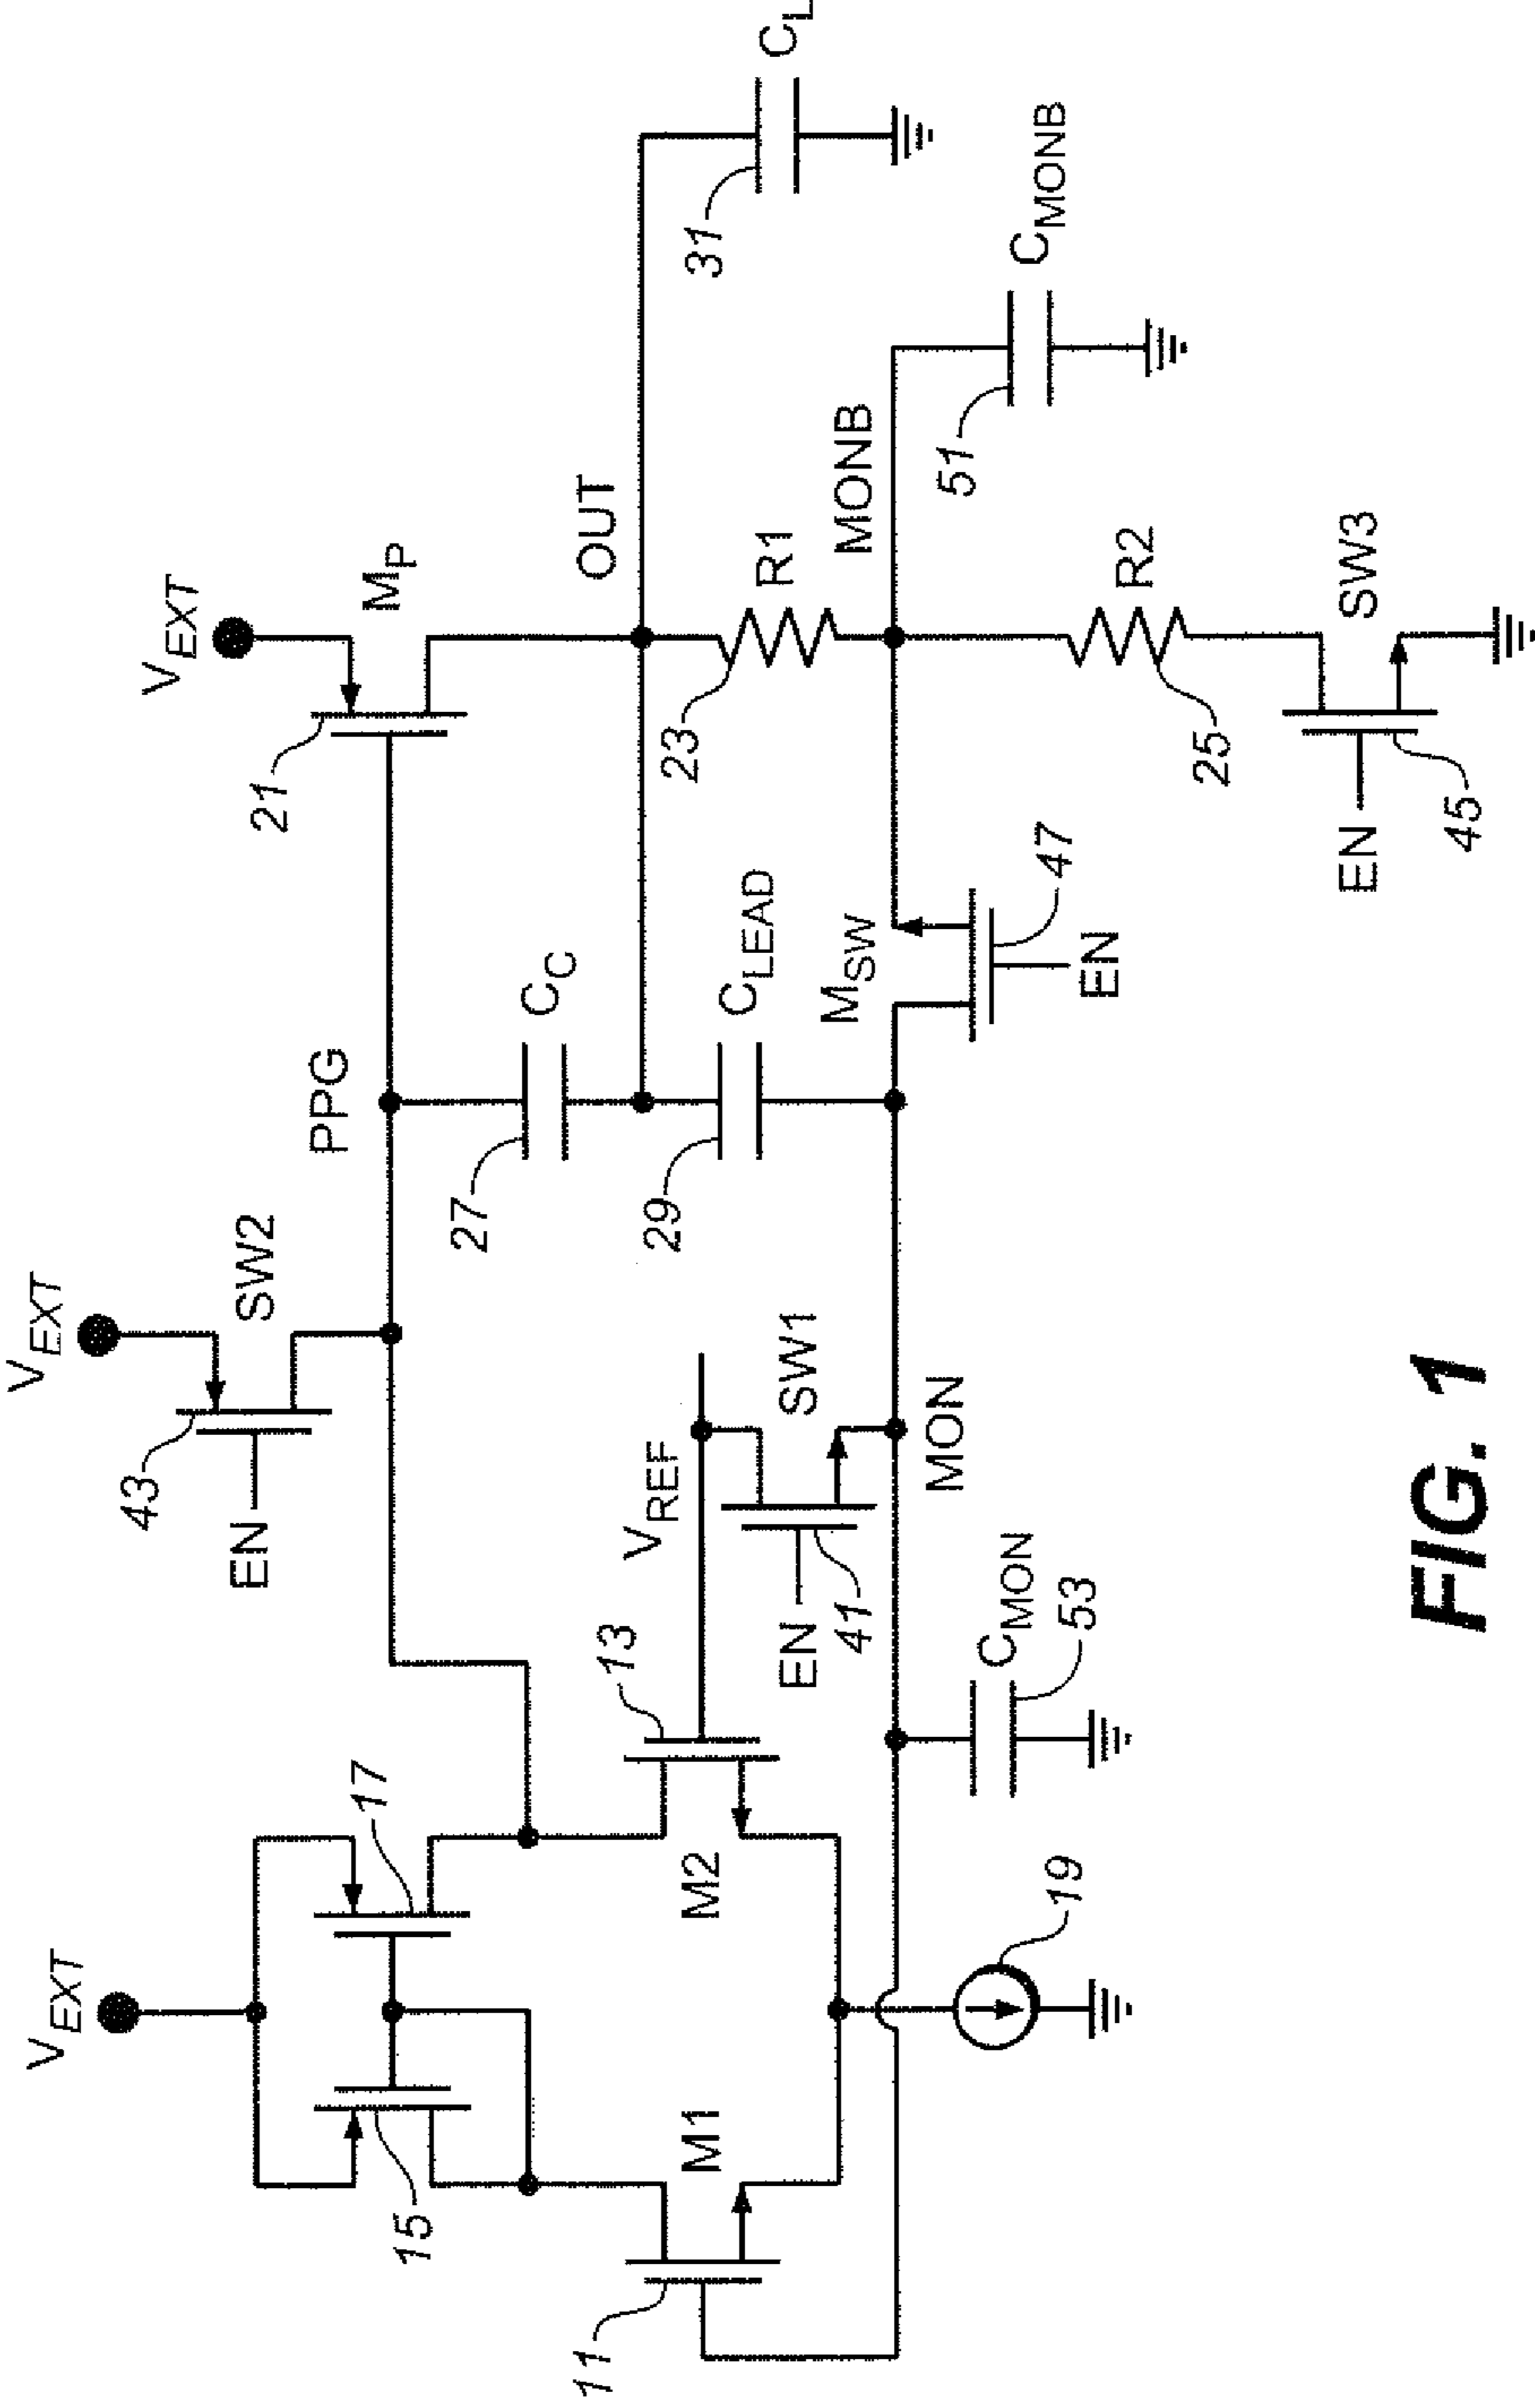 V_EXT
V_EXT
V_EXT
43
SW2
EN
21
M_P
15
17
PPG
27
C_C
OUT
31
C_L
11
M1
M2
13
V_REF
SW1
EN
41
29
C_LEAD
23
R1
MONB
M_SW
47
EN
51
C_MONB
MON
C_MON
53
19
R2
25
SW3
EN
45
FIG. 1